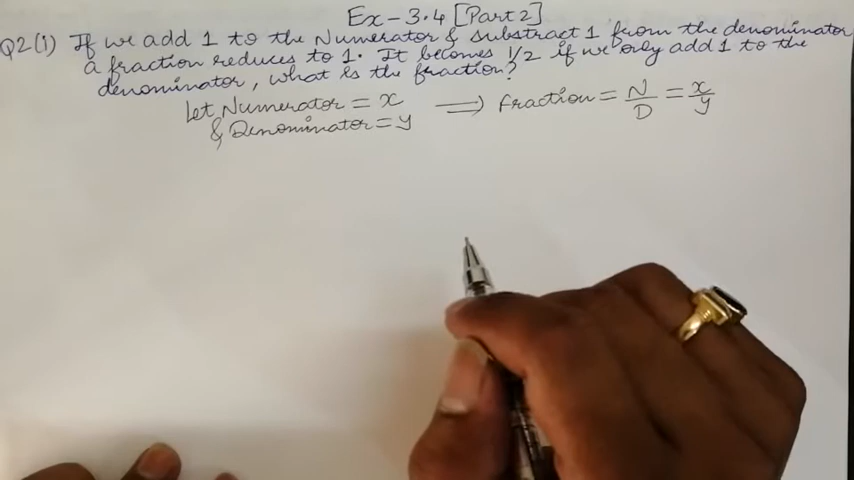 Ex-3.4 [Part 2]
Q2(i) If we add 1 to the Numerator & substract 1 from the denominator
a fraction reduces to 1. It becomes 1/2 if we only add 1 to the
denominator, what is the fraction?
Let Numerator = x ⟹ Fraction = N/D = x/y
& Denominator = y